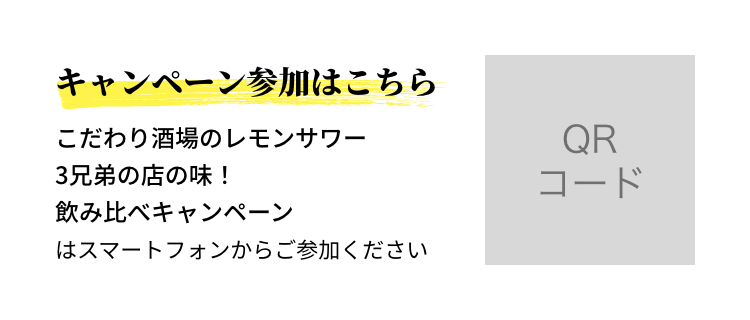 キャンペーン参加はこちら
こだわり酒場のレモンサワー
3兄弟の店の味！
飲み比べキャンペーン
はスマートフォンからご参加ください
QR
コード